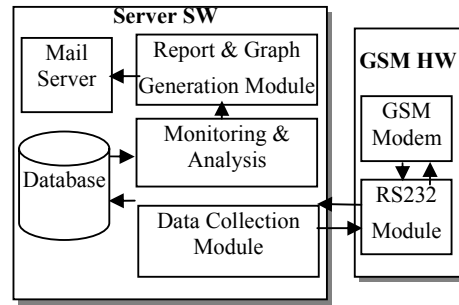 Server SW
Mail
Server
Report & Graph
Generation Module
Monitoring &
Analysis
Database
Data Collection
Module
GSM HW
GSM
Modem
RS232
Module